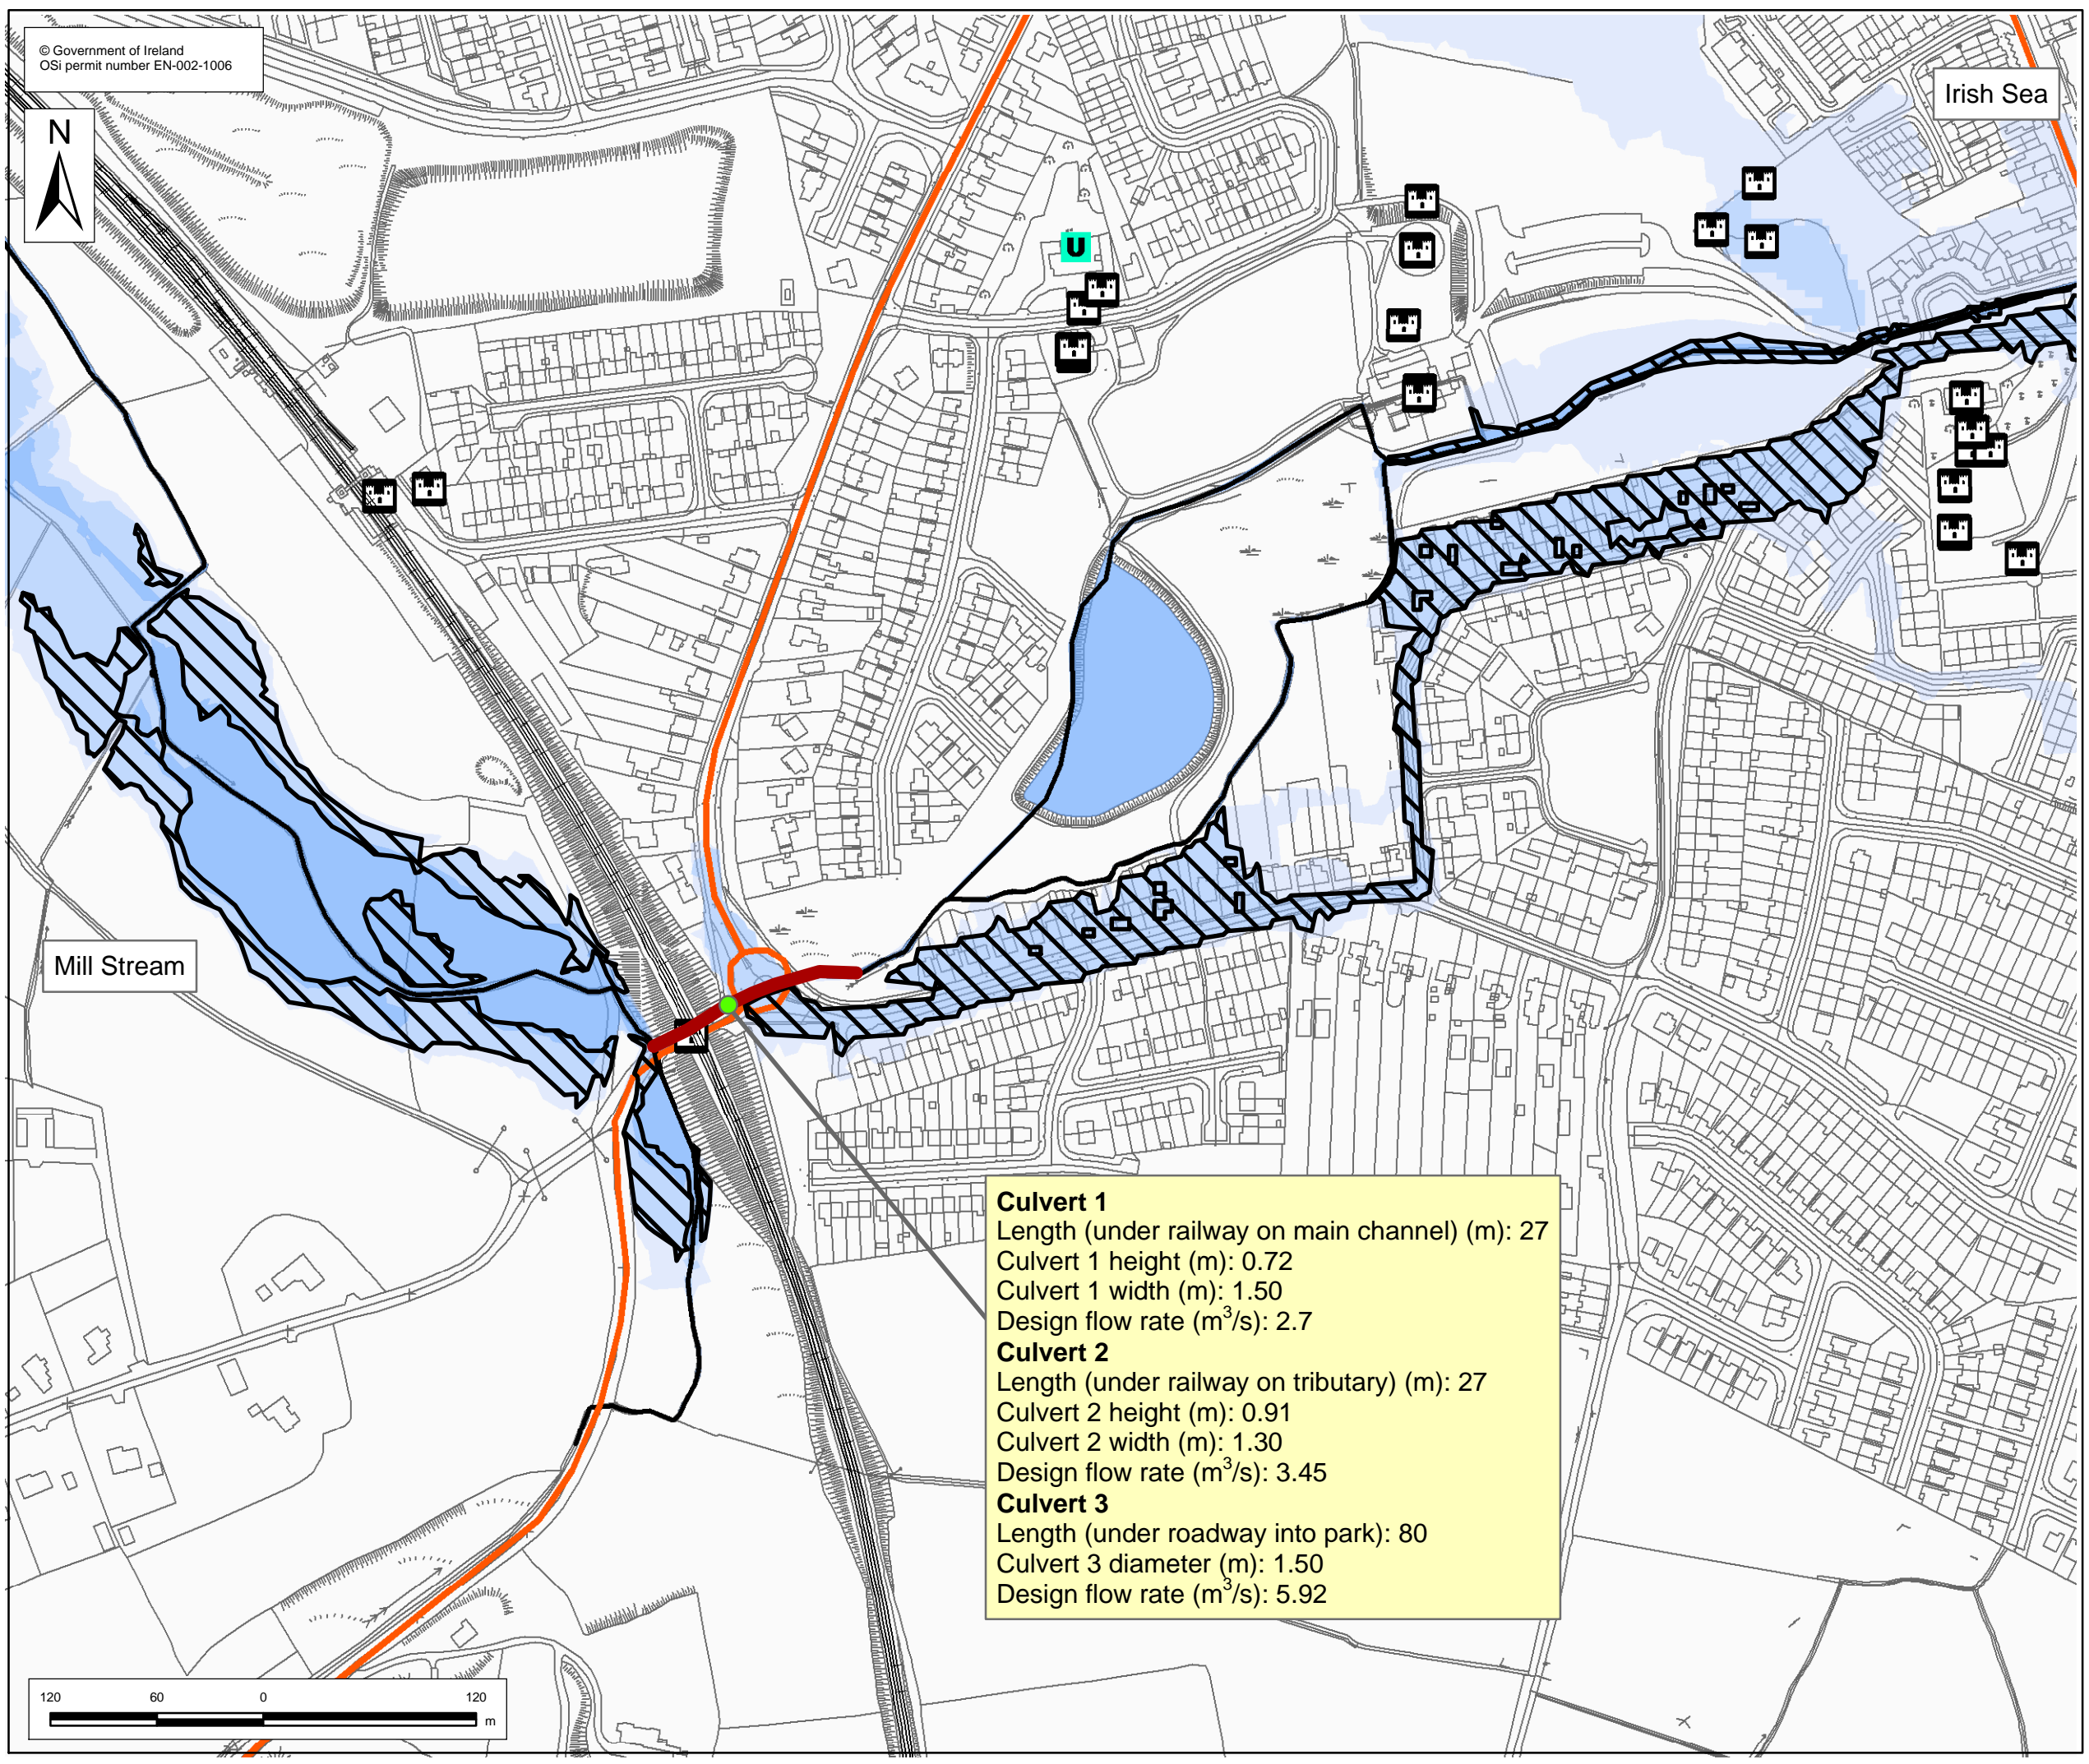 © Government of Ireland
OSi permit number EN-002-1006
Irish Sea
N
U
Mill Stream
Culvert 1
Length (under railway on main channel) (m): 27
Culvert 1 height (m): 0.72
Culvert 1 width (m): 1.50
Design flow rate (m³/s): 2.7
Culvert 2
Length (under railway on tributary) (m): 27
Culvert 2 height (m): 0.91
Culvert 2 width (m): 1.30
Design flow rate (m³/s): 3.45
Culvert 3
Length (under roadway into park): 80
Culvert 3 diameter (m): 1.50
Design flow rate (m³/s): 5.92
120 60 0 120
m